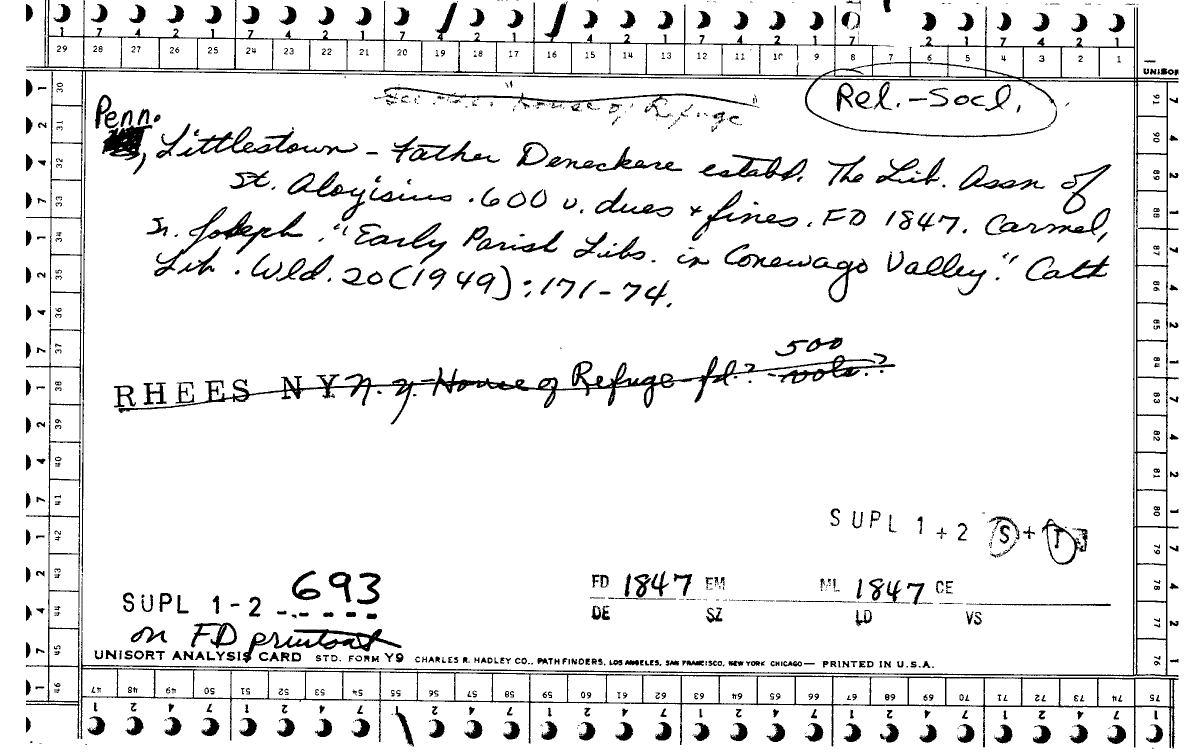 1 7 4 2 1 7 4 2 1 7 4 2 1 7 4 2 1 7 4 2 1 7 4 2 1 7 4 2 1
29 28 27 26 25 24 23 22 21 20 19 18 17 16 15 14 13 12 11 10 9 8 7 6 5 4 3 2 1
UNISOR
House of Refuge
Rel.-Socl.
Penn.
, Littlestown - Father Deneckere establ. The Lib. Assn of
St. Aloyisius. 600 v. dues + fines. FD 1847. Carmel,
Sr. Joseph. "Early Parish Libs. in Conewago Valley." Cath
Lib. Wld. 20(1949):171-74.
500
RHEES N Y N.Y. House of Refuge fd? vols.?
SUPL 1+2 S + T
693
SUPL 1-2
on FD printout
FD 1847 EM ML 1847 CE
DE SZ LD VS
UNISORT ANALYSIS CARD STD. FORM Y9 CHARLES R. HADLEY CO., PATHFINDERS, LOS ANGELES, SAN FRANCISCO, NEW YORK CHICAGO — PRINTED IN U.S.A.
30 31 32 33 34 35 36 37 38 39 40 41 42 43 44 45 46
91 90 89 88 87 86 85 84 83 82 81 80 79 78 77 76
47 48 49 50 51 52 53 54 55 56 57 58 59 60 61 62 63 64 65 66 67 68 69 70 71 72 73 74 75
1 2 4 7 1 2 4 7 1 2 4 7 1 2 4 7 1 2 4 7 1 2 4 7 1 2 4 7 1